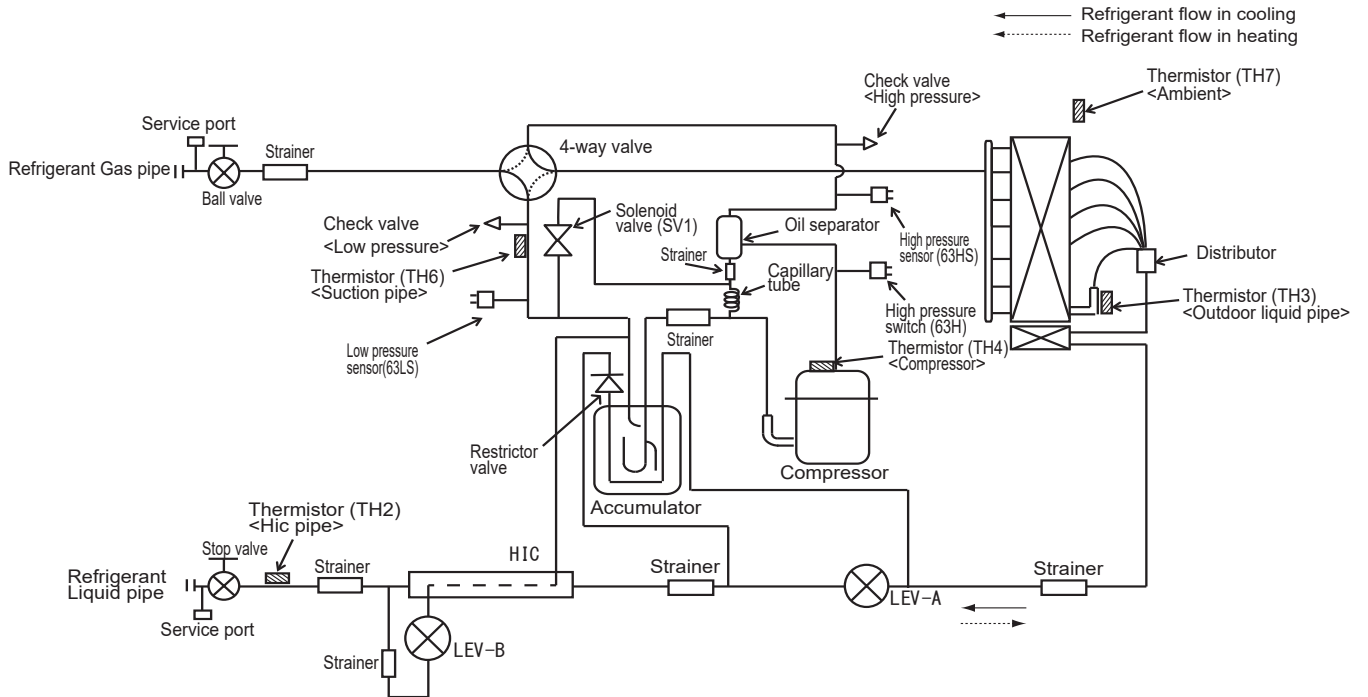 Refrigerant flow in cooling
Refrigerant flow in heating
Check valve
<High pressure>
Thermistor (TH7)
<Ambient>
Service port
Strainer
4-way valve
Refrigerant Gas pipe
Ball valve
Check valve
<Low pressure>
Solenoid
valve (SV1)
Oil separator
High pressure
sensor (63HS)
Distributor
Strainer
Capillary
tube
Thermistor (TH6)
<Suction pipe>
Thermistor (TH3)
<Outdoor liquid pipe>
High pressure
switch (63H)
Low pressure
sensor(63LS)
Strainer
Thermistor (TH4)
<Compressor>
Restrictor
valve
Compressor
Accumulator
Thermistor (TH2)
<Hic pipe>
Stop valve
HIC
Strainer
Strainer
Strainer
Refrigerant
Liquid pipe
LEV-A
Service port
LEV-B
Strainer